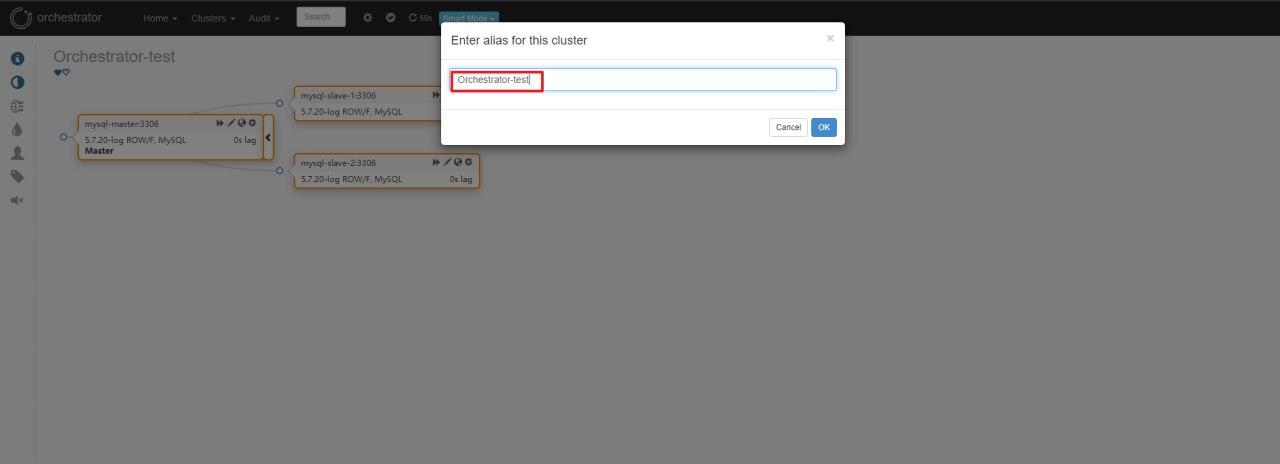 orchestrator Home Clusters Audit Search 59s Smart Mode
Enter alias for this cluster ×
Orchestrator-test
Cancel OK
Orchestrator-test
mysql-master:3306
5.7.20-log ROW/F, MySQL 0s lag
Master
mysql-slave-1:3306
5.7.20-log ROW/F, MySQL
mysql-slave-2:3306
5.7.20-log ROW/F, MySQL 0s lag